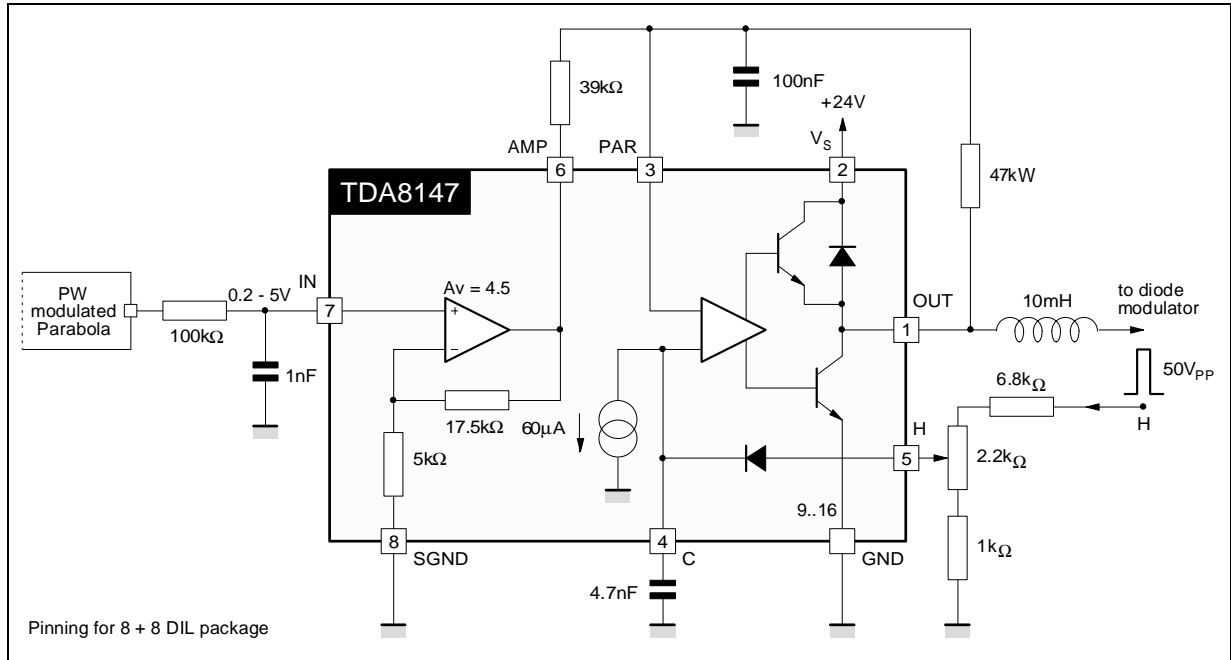 39kΩ
100nF
+24V
VS
AMP
PAR
6
3
2
47kW
TDA8147
PW
modulated
Parabola
0.2 - 5V
IN
7
Av = 4.5
+
−
OUT
1
10mH
to diode
modulator
100kΩ
1nF
17.5kΩ
60µA
5kΩ
6.8kΩ
50VPP
H
H
5
2.2kΩ
9..16
8
SGND
4
C
GND
1kΩ
4.7nF
Pinning for 8 + 8 DIL package